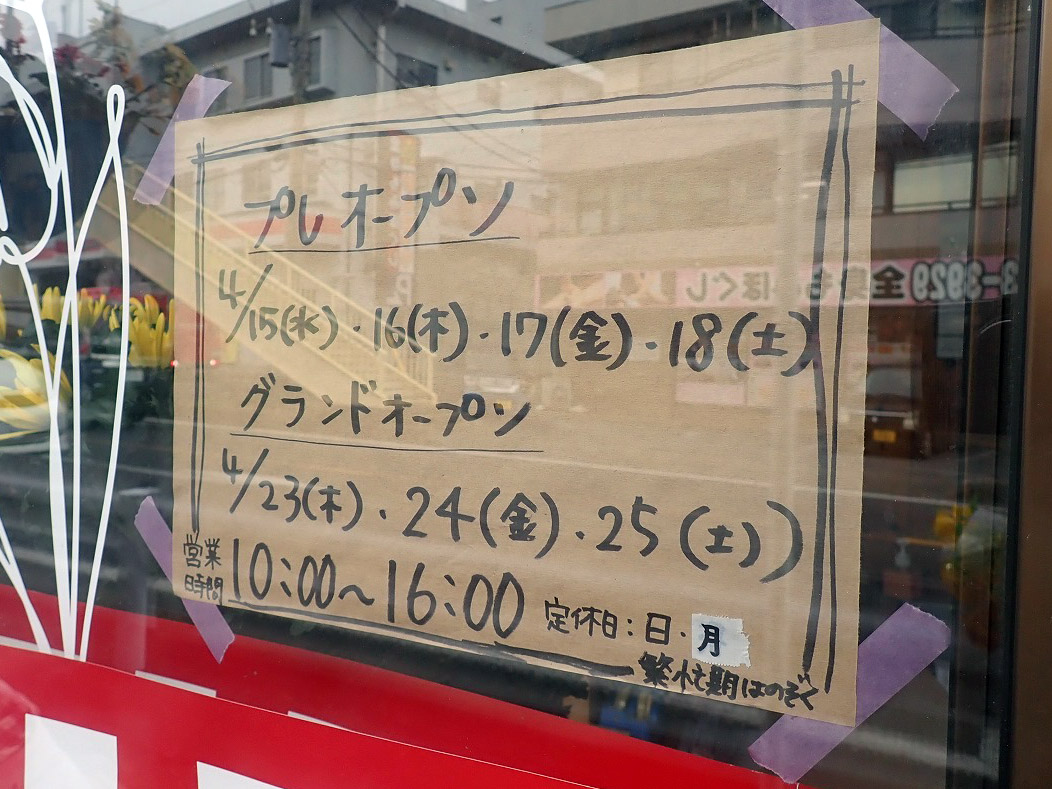 プレオープン
4/15(水)・16(木)・17(金)・18(土)
グランドオープン
4/23(木)・24(金)・25(土)
営業時間 10:00〜16:00 定休日:日・月
繁忙期はのぞく